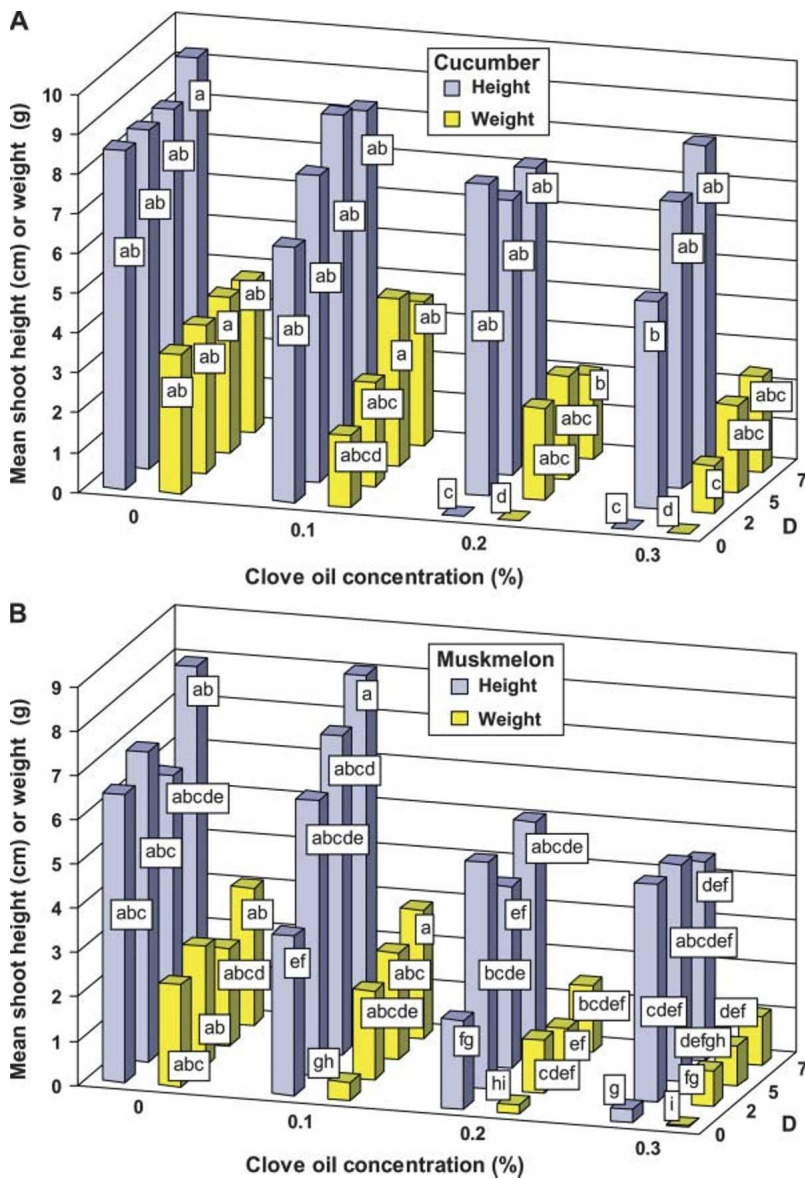 A
Cucumber
Height
Weight
Mean shoot height (cm) or weight (g)
10
9
8
7
6
5
4
3
2
1
0
a
ab
ab
ab
ab
a
ab
ab
ab
ab
ab
ab
ab
a
abc
abcd
ab
ab
ab
b
abc
abc
c
d
ab
ab
b
abc
abc
c
c
d
0
0.1
0.2
0.3
0
2
5
7
D
Clove oil concentration (%)
B
Muskmelon
Height
Weight
Mean shoot height (cm) or weight (g)
9
8
7
6
5
4
3
2
1
0
ab
abcde
abc
abc
ab
abcd
ab
abc
a
abcd
abcde
ef
a
abc
abcde
gh
abcde
ef
bcde
fg
bcdef
ef
cdef
hi
def
abcdef
cdef
g
def
defgh
fg
i
0
0.1
0.2
0.3
0
2
5
7
D
Clove oil concentration (%)